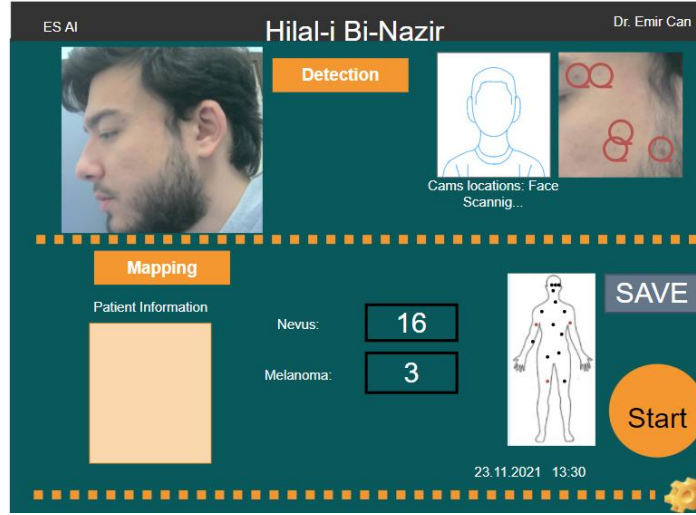 ES AI
Hilal-i Bi-Nazir
Dr. Emir Can
Detection
Cams locations: Face
Scannig...
Mapping
Patient Information
Nevus:
16
Melanoma:
3
SAVE
Start
23.11.2021 13:30